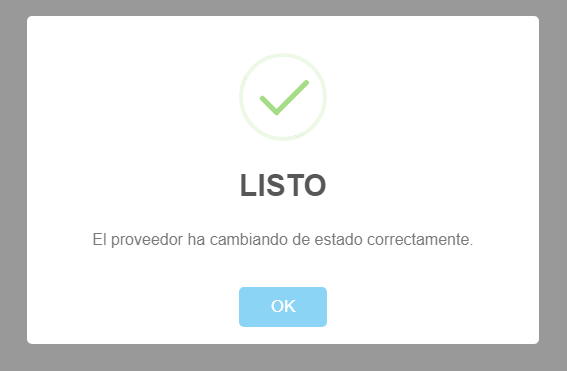 LISTO
El proveedor ha cambiando de estado correctamente.
OK